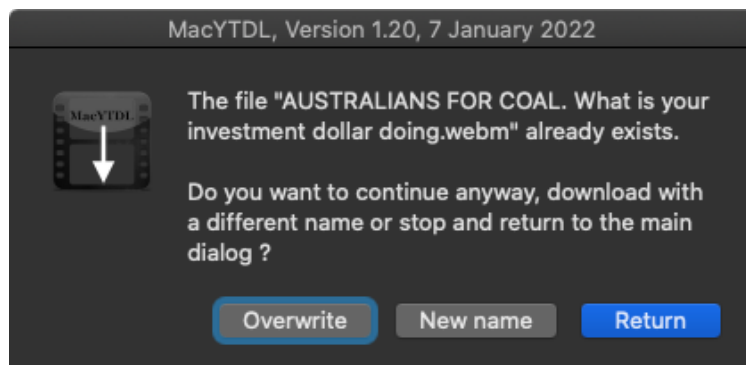 MacYTDL, Version 1.20, 7 January 2022
MacYTDL
The file "AUSTRALIANS FOR COAL. What is your
investment dollar doing.webm" already exists.
Do you want to continue anyway, download with
a different name or stop and return to the main
dialog ?
Overwrite
New name
Return